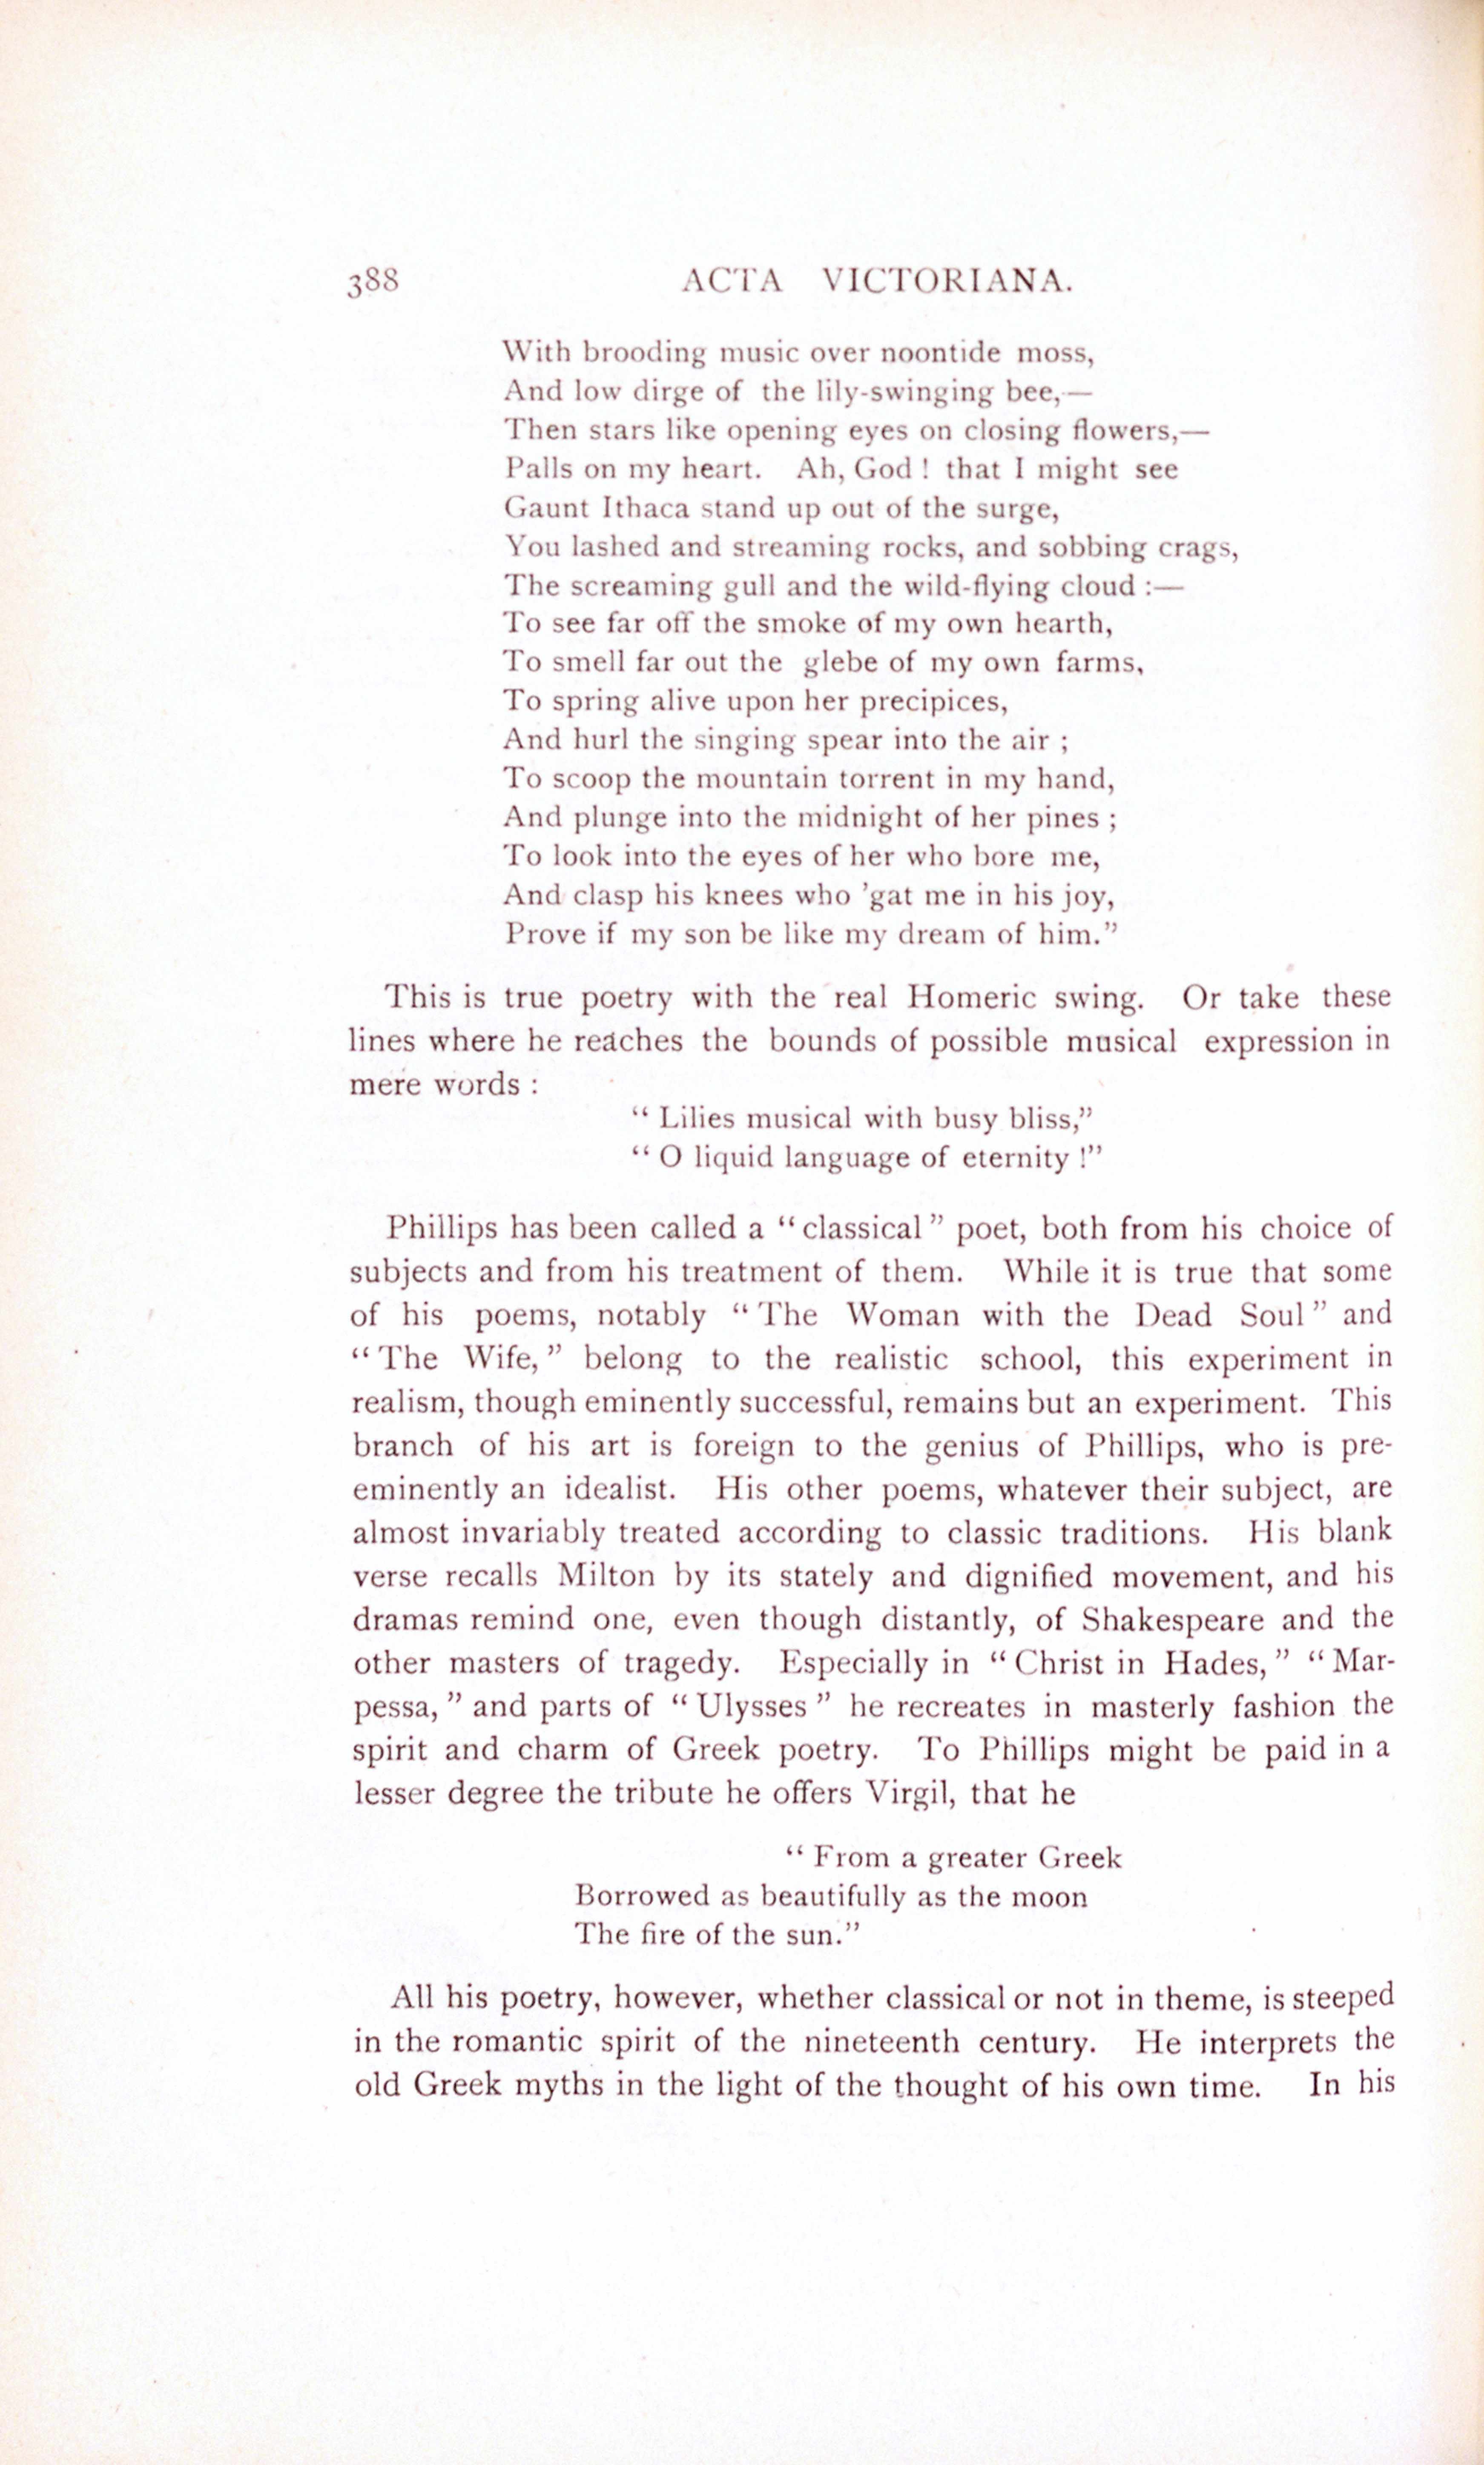 388 ACTA VICTORIANA.
With brooding music over noontide moss,
And low dirge of the lily-swinging bee,—
Then stars like opening eyes on closing flowers,—
Palls on my heart. Ah, God ! that I might see
Gaunt Ithaca stand up out of the surge,
You lashed and streaming rocks, and sobbing crags,
The screaming gull and the wild-flying cloud :—
To see far off the smoke of my own hearth,
To smell far out the glebe of my own farms,
To spring alive upon her precipices,
And hurl the singing spear into the air ;
To scoop the mountain torrent in my hand,
And plunge into the midnight of her pines ;
To look into the eyes of her who bore me,
And clasp his knees who ’gat me in his joy,
Prove if my son be like my dream of him.”
This is true poetry with the real Homeric swing. Or take these
lines where he reaches the bounds of possible musical expression in
mere words :
“ Lilies musical with busy bliss,”
“ O liquid language of eternity !”
Phillips has been called a “ classical ” poet, both from his choice of
subjects and from his treatment of them. While it is true that some
of his poems, notably “ The Woman with the Dead Soul ” and
“ The Wife, ” belong to the realistic school, this experiment in
realism, though eminently successful, remains but an experiment. This
branch of his art is foreign to the genius of Phillips, who is pre-
eminently an idealist. His other poems, whatever their subject, are
almost invariably treated according to classic traditions. His blank
verse recalls Milton by its stately and dignified movement, and his
dramas remind one, even though distantly, of Shakespeare and the
other masters of tragedy. Especially in “ Christ in Hades, ” “ Mar-
pessa, ” and parts of “ Ulysses ” he recreates in masterly fashion the
spirit and charm of Greek poetry. To Phillips might be paid in a
lesser degree the tribute he offers Virgil, that he
“ From a greater Greek
Borrowed as beautifully as the moon
The fire of the sun.”
All his poetry, however, whether classical or not in theme, is steeped
in the romantic spirit of the nineteenth century. He interprets the
old Greek myths in the light of the thought of his own time. In his